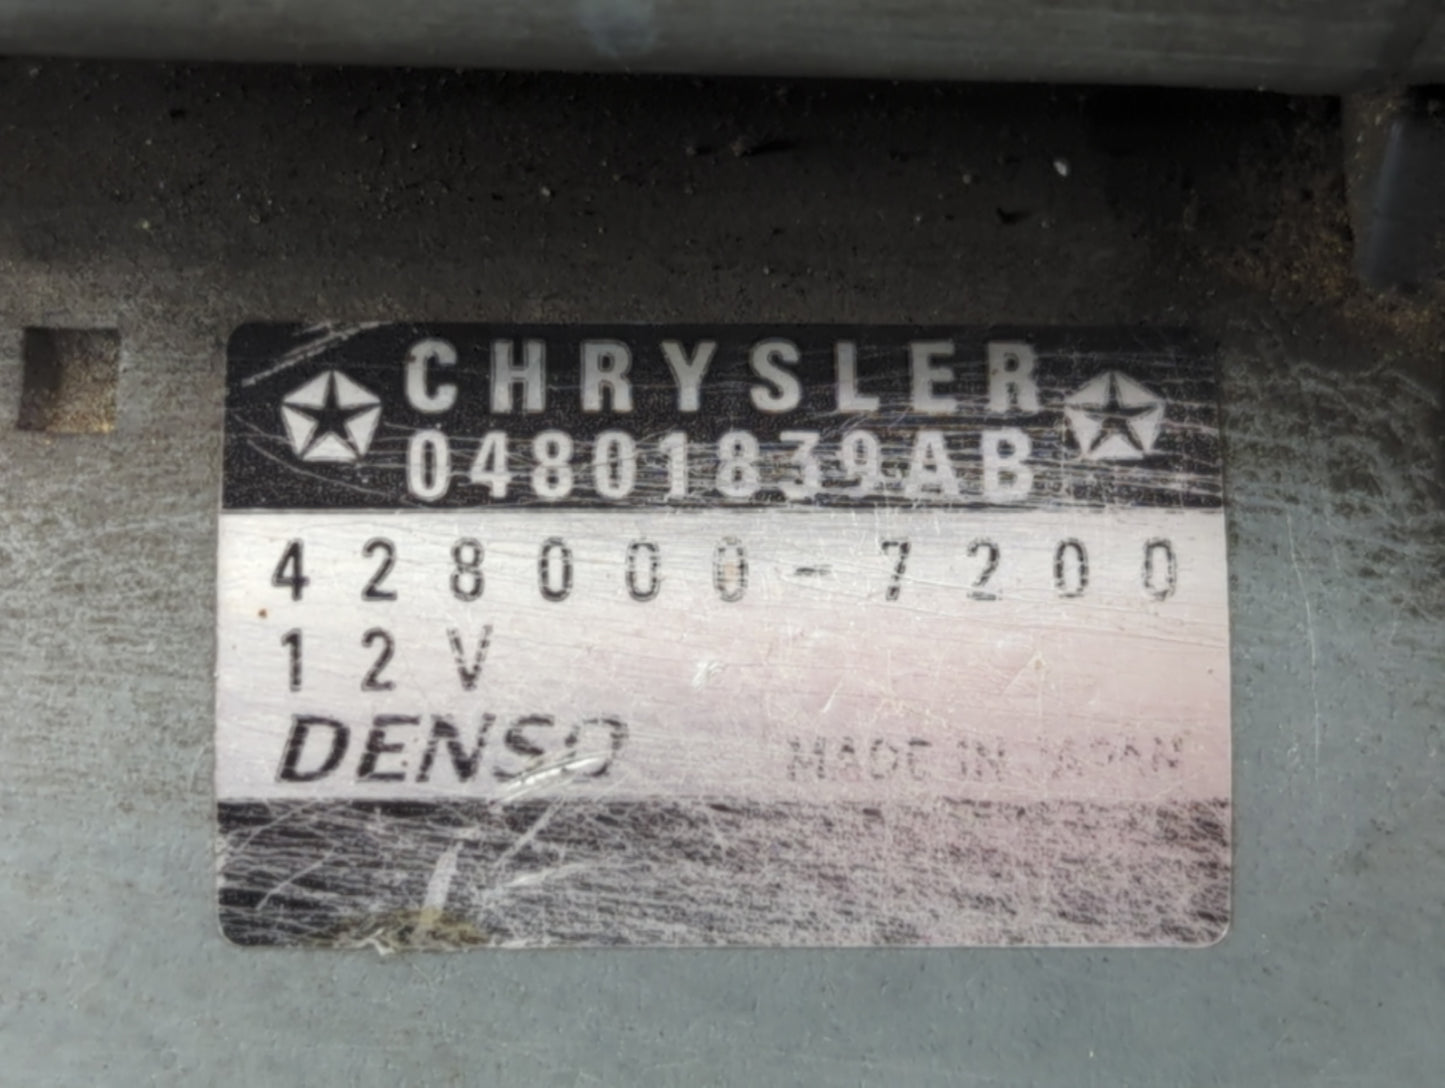 CHRYSLER
04801839AB
428000-7200
12V
DENSO
MADE IN JAPAN